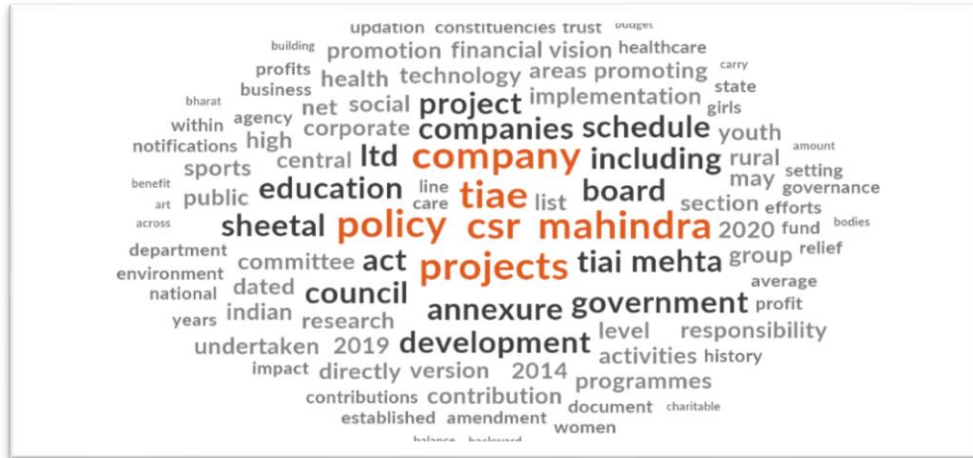 updation constituencies trust budget
building promotion financial vision healthcare
profits health technology areas promoting carry
business net social project implementation state
bharat agency corporate companies schedule girls
within high youth
notifications central ltd company including rural amount
sports line may setting
benefit public education care tiae list board section governance
art efforts
across sheetal policy csr mahindra 2020 fund bodies
department committee act projects tiai mehta group relief
environment dated average
national council annexure government profit
years indian research level responsibility
undertaken 2019 development activities history
impact directly version 2014 programmes
contributions contribution document charitable
established amendment women
balance backward